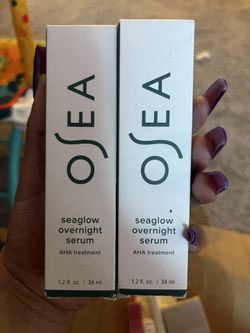 OSEA
seaglow
overnight
serum
AHA treatment
1.2 fl. oz. / 34 ml
OSEA
seaglow
overnight
serum
AHA treatment
1.2 fl. oz. / 34 ml